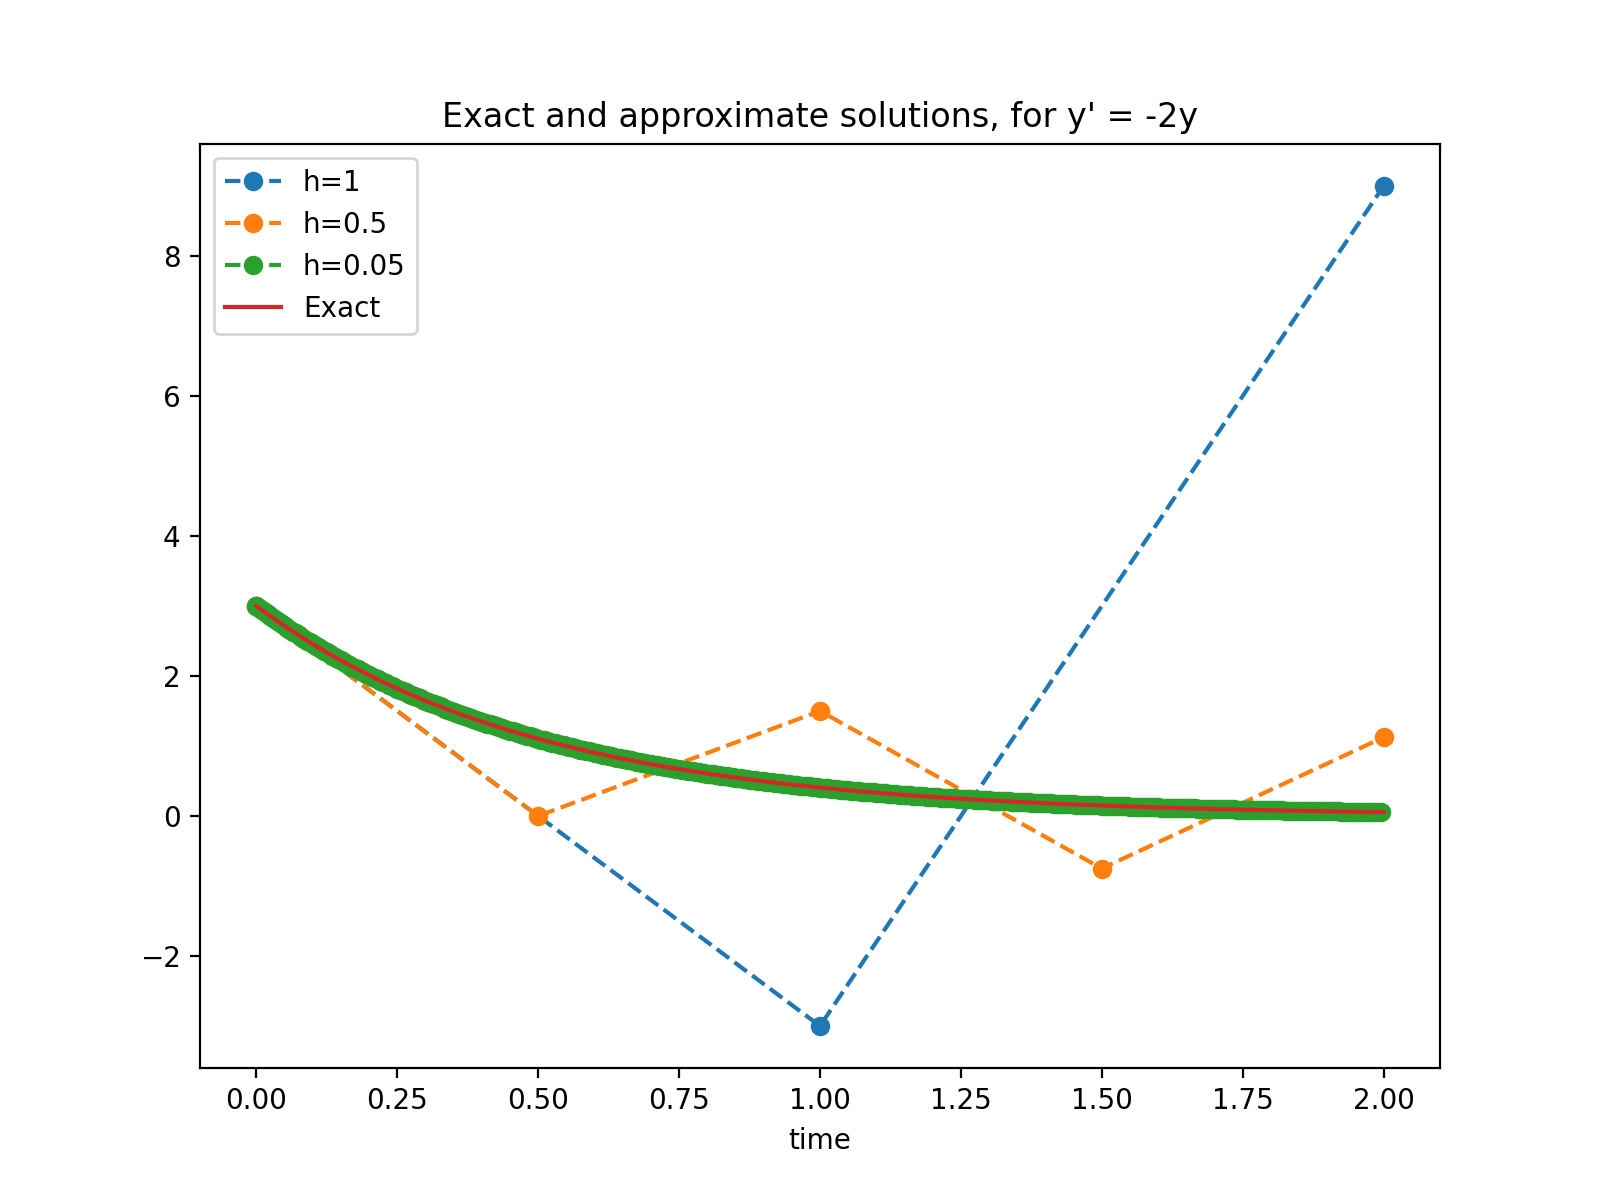 Exact and approximate solutions, for y' = -2y
h=1
h=0.5
h=0.05
Exact
8
6
4
2
0
−2
0.00 0.25 0.50 0.75 1.00 1.25 1.50 1.75 2.00
time